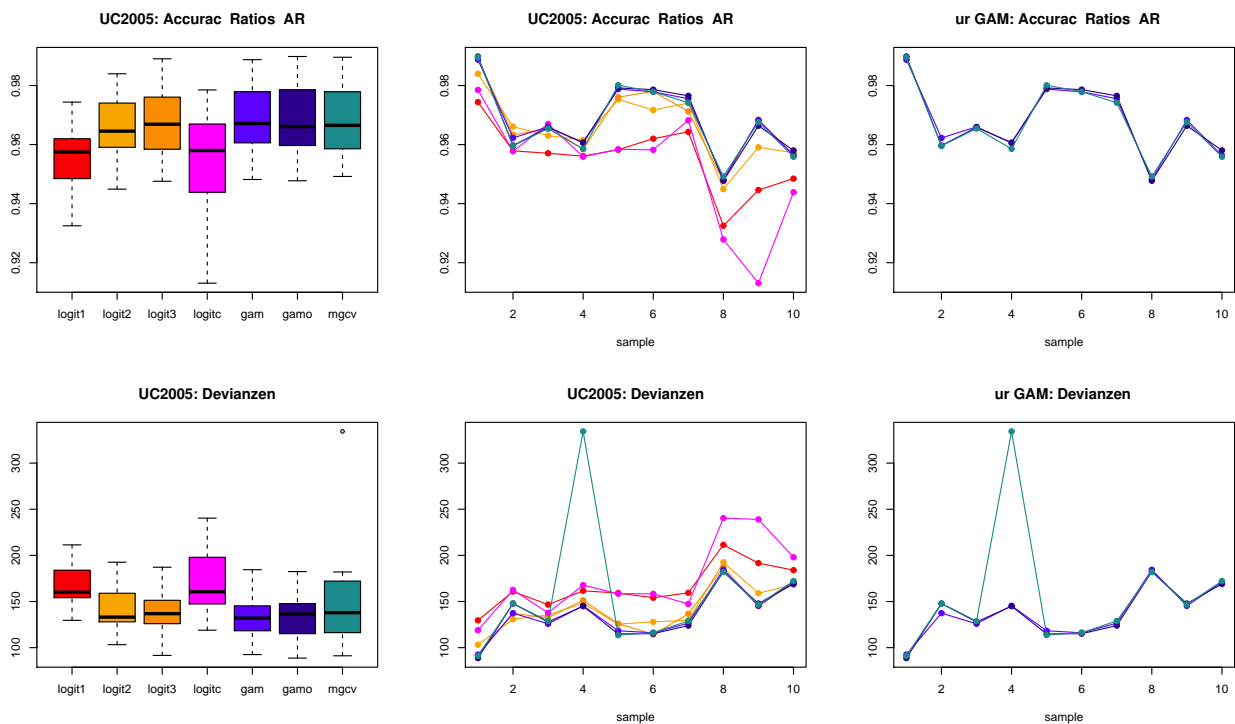 UC2005: Accurac Ratios AR
0.98
0.96
0.94
0.92
logit1 logit2 logit3 logitc gam gamo mgcv
UC2005: Accurac Ratios AR
0.98
0.96
0.94
0.92
2 4 6 8 10
sample
ur GAM: Accurac Ratios AR
0.98
0.96
0.94
0.92
2 4 6 8 10
sample
UC2005: Devianzen
300
250
200
150
100
logit1 logit2 logit3 logitc gam gamo mgcv
UC2005: Devianzen
300
250
200
150
100
2 4 6 8 10
sample
ur GAM: Devianzen
300
250
200
150
100
2 4 6 8 10
sample